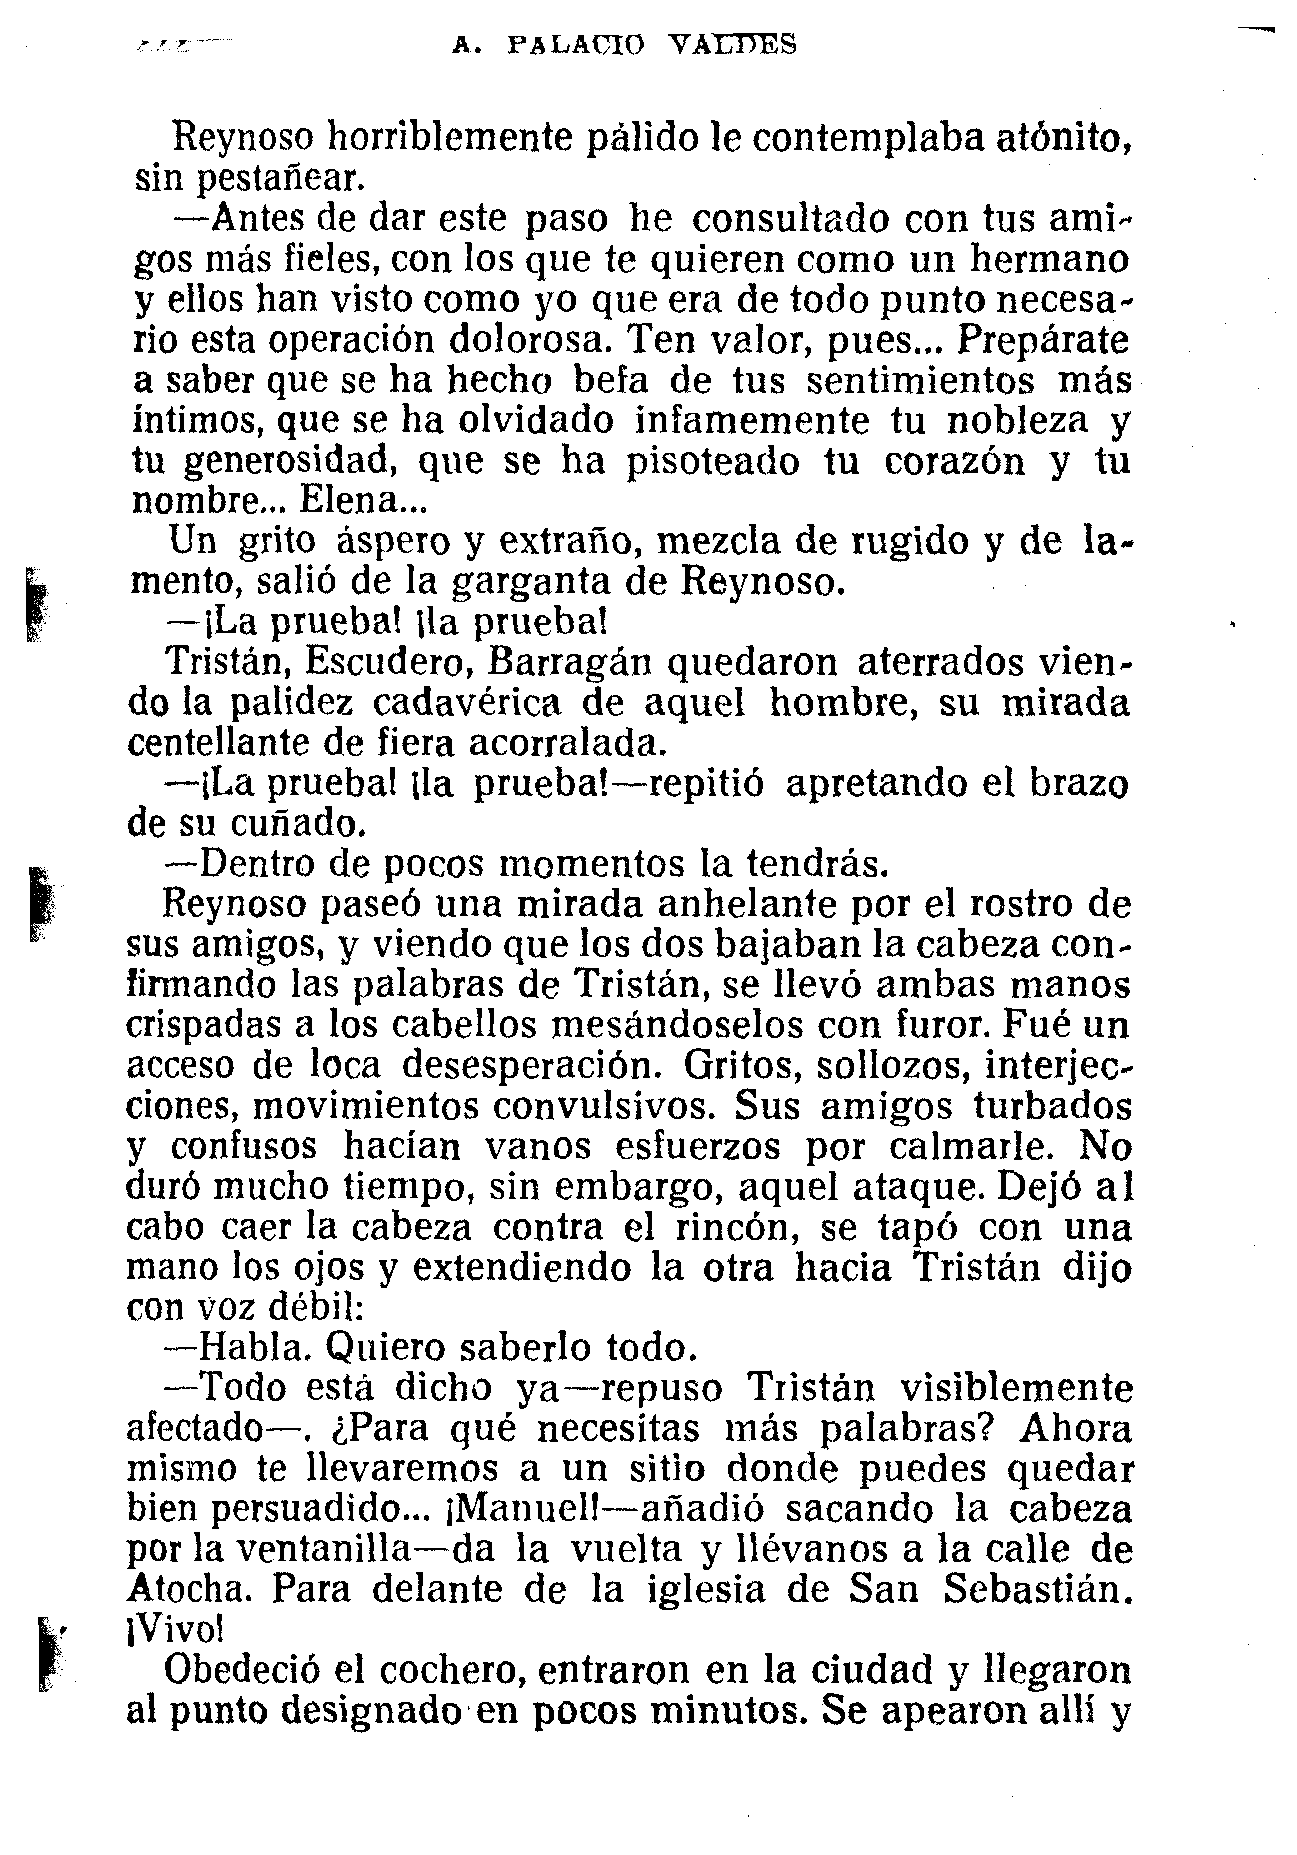 A. PALACIO VALDES
Reynoso horriblemente pálido le contemplaba atónito,
sin pestañear.
—Antes de dar este paso he consultado con tus ami-
gos más fieles, con los que te quieren como un hermano
y ellos han visto como yo que era de todo punto necesa-
rio esta operación dolorosa. Ten valor, pues... Prepárate
a saber que se ha hecho befa de tus sentimientos más
íntimos, que se ha olvidado infamemente tu nobleza y
tu generosidad, que se ha pisoteado tu corazón y tu
nombre... Elena...
Un grito áspero y extraño, mezcla de rugido y de la-
mento, salió de la garganta de Reynoso.
—¡La prueba! ¡la prueba!
Tristán, Escudero, Barragán quedaron aterrados vien-
do la palidez cadavérica de aquel hombre, su mirada
centellante de fiera acorralada.
—¡La prueba! ¡la prueba!—repitió apretando el brazo
de su cuñado.
—Dentro de pocos momentos la tendrás.
Reynoso paseó una mirada anhelante por el rostro de
sus amigos, y viendo que los dos bajaban la cabeza con-
firmando las palabras de Tristán, se llevó ambas manos
crispadas a los cabellos mesándoselos con furor. Fué un
acceso de loca desesperación. Gritos, sollozos, interjec-
ciones, movimientos convulsivos. Sus amigos turbados
y confusos hacían vanos esfuerzos por calmarle. No
duró mucho tiempo, sin embargo, aquel ataque. Dejó al
cabo caer la cabeza contra el rincón, se tapó con una
mano los ojos y extendiendo la otra hacia Tristán dijo
con voz débil:
—Habla. Quiero saberlo todo.
—Todo está dicho ya—repuso Tristán visiblemente
afectado—. ¿Para qué necesitas más palabras? Ahora
mismo te llevaremos a un sitio donde puedes quedar
bien persuadido... ¡Manuel!—añadió sacando la cabeza
por la ventanilla—da la vuelta y llévanos a la calle de
Atocha. Para delante de la iglesia de San Sebastián.
¡Vivo!
Obedeció el cochero, entraron en la ciudad y llegaron
al punto designado en pocos minutos. Se apearon allí y